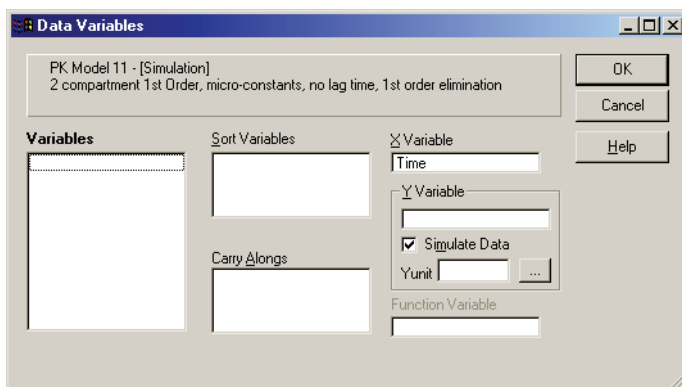 Data Variables
PK Model 11 - [Simulation]
2 compartment 1st Order, micro-constants, no lag time, 1st order elimination
OK
Cancel
Help
Variables
Sort Variables
Carry Alongs
X Variable
Time
Y Variable
Simulate Data
Yunit
...
Function Variable